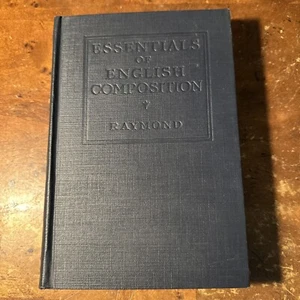 ESSENTIALS
OF
ENGLISH
COMPOSITION
RAYMOND